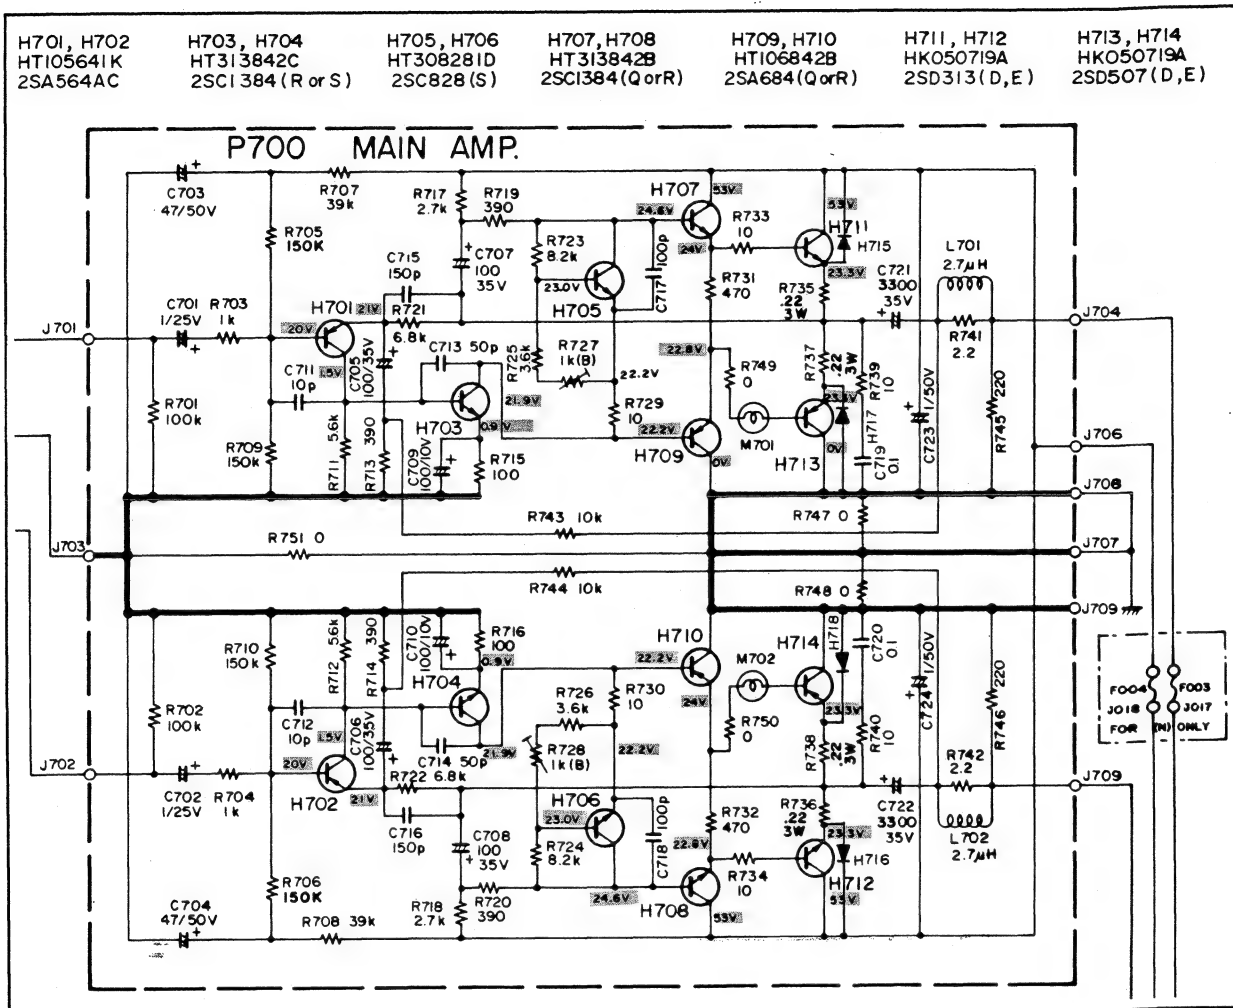 H701, H702
HT105641K
2SA564AC
H703, H704
HT313842C
2SC1384(R or S)
H705, H706
HT308281D
2SC828(S)
H707, H708
HT313842B
2SC1384(QorR)
H709, H710
HT106842B
2SA684(QorR)
H711, H712
HK050719A
2SD313(D,E)
H713, H714
HK050719A
2SD507(D,E)
P700 MAIN AMP.
C703
47/50V
R707
39k
R717
2.7k
R719
390
H707
53V
24.6V
R733
10
53V
H711
H715
R705
150K
C715
150p
C707
100
35V
R723
8.2k
100p
C717
24V
L701
2.7μH
23.0V
H705
R731
470
23.3V
R735
.22
3W
C721
3300
35V
C701
1/25V
R703
1k
H701
21V
R721
6.8k
J701
20V
J704
R741
2.2
C713 50p
R725
3.6k
R727
1k(B)
22.8V
R749
0
R737
.22
3W
R739
10
1.5V
C705
100/35V
C711
10p
22.2V
21.9V
23.3V
1/50V
220
R701
100k
H703
0.9V
R729
10
22.2V
M701
H717
C723
R745
J706
R709
150k
5.6k
R711
390
R713
C709
100/10V
R715
100
H709
0V
H713
0V
C719
0.1
J708
R743 10k
R747 0
J703
R751 0
J707
R744 10k
R748 0
J709
R710
150k
5.6k
R712
390
R714
C710
100/10V
R716
100
H710
H714
H718
C720
0.1
1/50V
0.9V
22.2V
M702
H704
24V
R726
3.6k
R730
10
220
R746
F004
J018
F003
J017
FOR (N) ONLY
R702
100k
C712
10p
1.5V
C706
100/35V
23.3V
C724
R750
0
R738
.22
3W
R740
10
C714 50p
21.9V
R728
1k(B)
22.2V
J702
20V
R722
6.8k
R742
2.2
J709
C702
1/25V
R704
1k
H702
21V
H706
R736
.22
3W
C722
3300
35V
C716
150p
C708
100
35V
23.0V
100p
C718
R732
470
23.3V
L702
2.7μH
R724
8.2k
22.8V
H716
R706
150K
R734
10
H712
53V
C704
47/50V
R708 39k
R718
2.7k
R720
390
24.6V
H708
53V